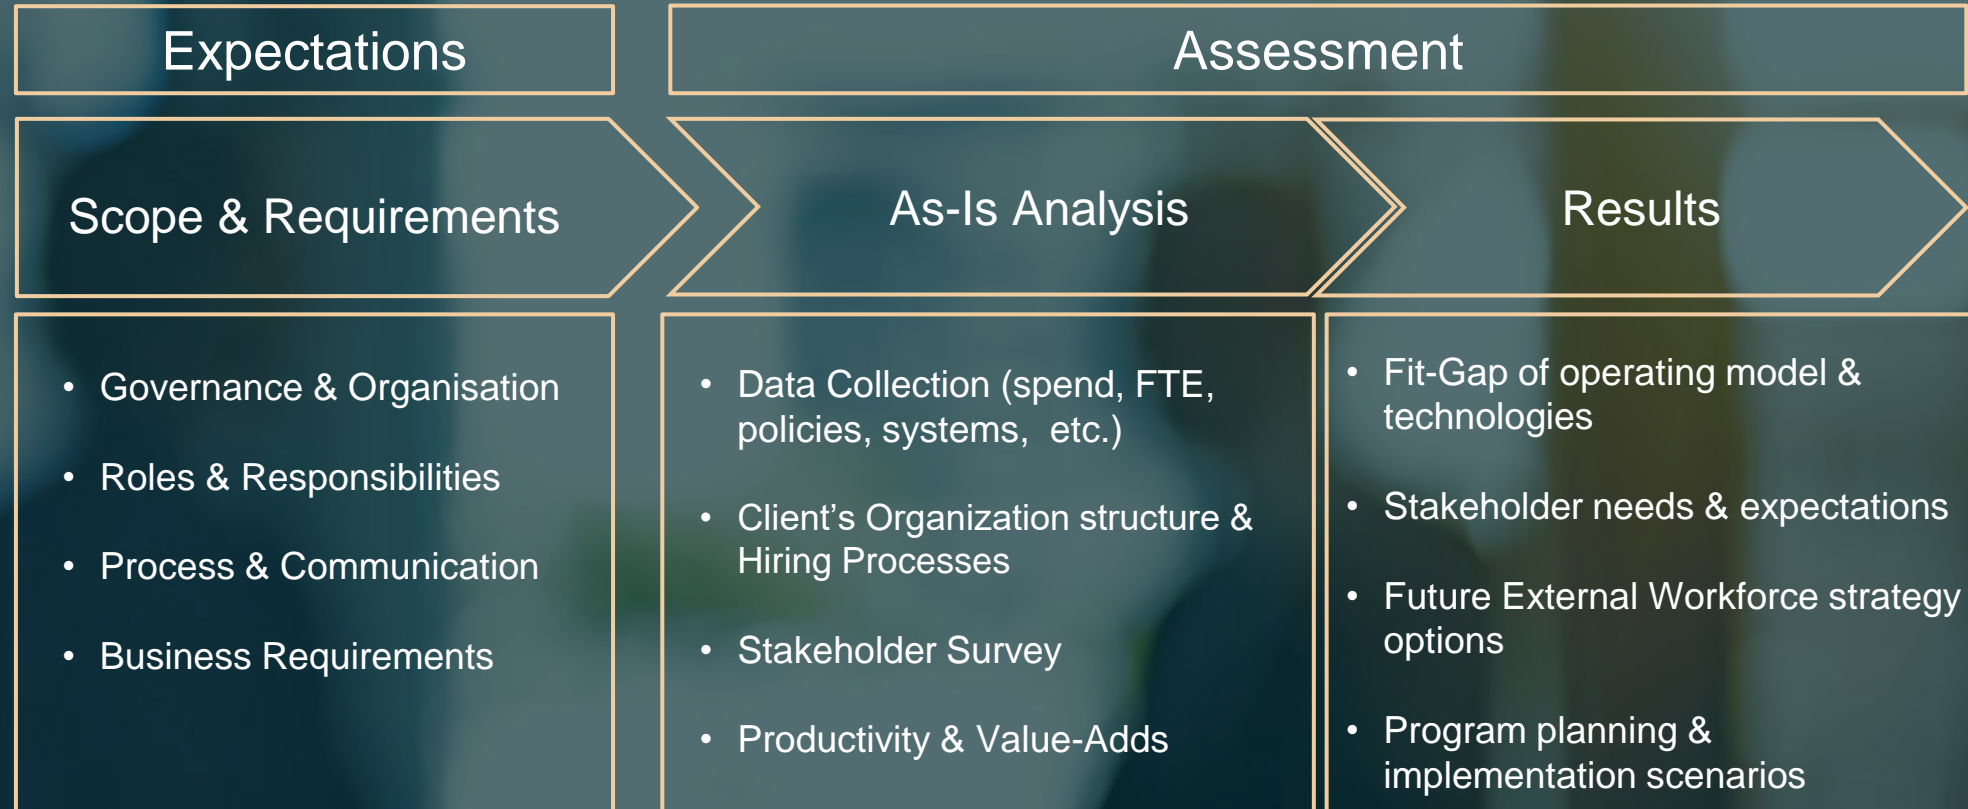 Expectations
Assessment
Scope & Requirements
As-Is Analysis
Results
• Governance & Organisation
• Roles & Responsibilities
• Process & Communication
• Business Requirements
• Data Collection (spend, FTE,
policies, systems,  etc.)
• Client’s Organization structure &
Hiring Processes
• Stakeholder Survey
• Productivity & Value-Adds
• Fit-Gap of operating model &
technologies
• Stakeholder needs & expectations
• Future External Workforce strategy
options
• Program planning &
implementation scenarios